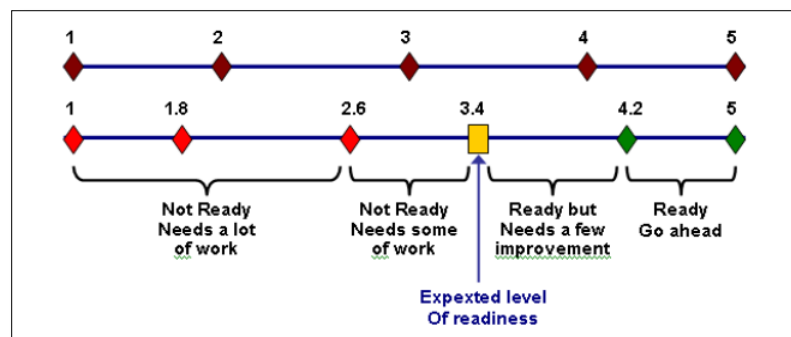 1 2 3 4 5
1 1.8 2.6 3.4 4.2 5
Not Ready
Needs a lot
of work
Not Ready
Needs some
of work
Ready but
Needs a few
improvement
Ready
Go ahead
Expexted level
Of readiness